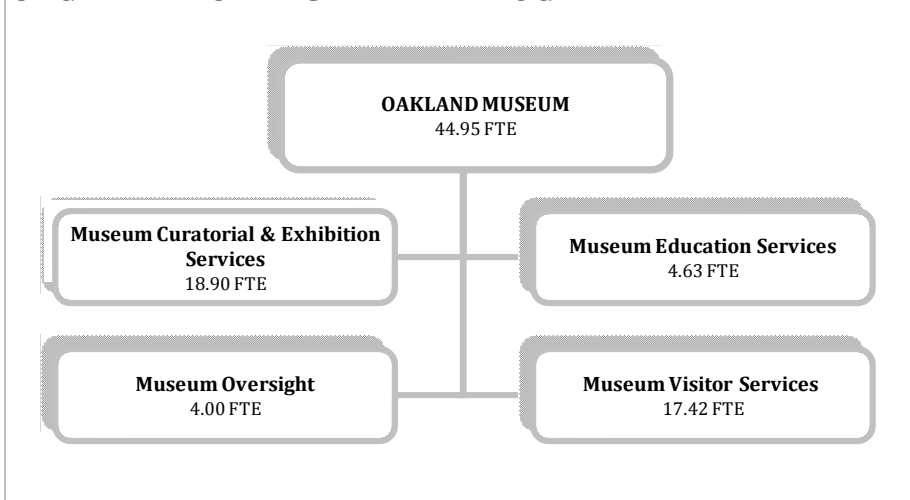 OAKLAND MUSEUM
44.95 FTE
Museum Curatorial & Exhibition
Services
18.90 FTE
Museum Education Services
4.63 FTE
Museum Oversight
4.00 FTE
Museum Visitor Services
17.42 FTE